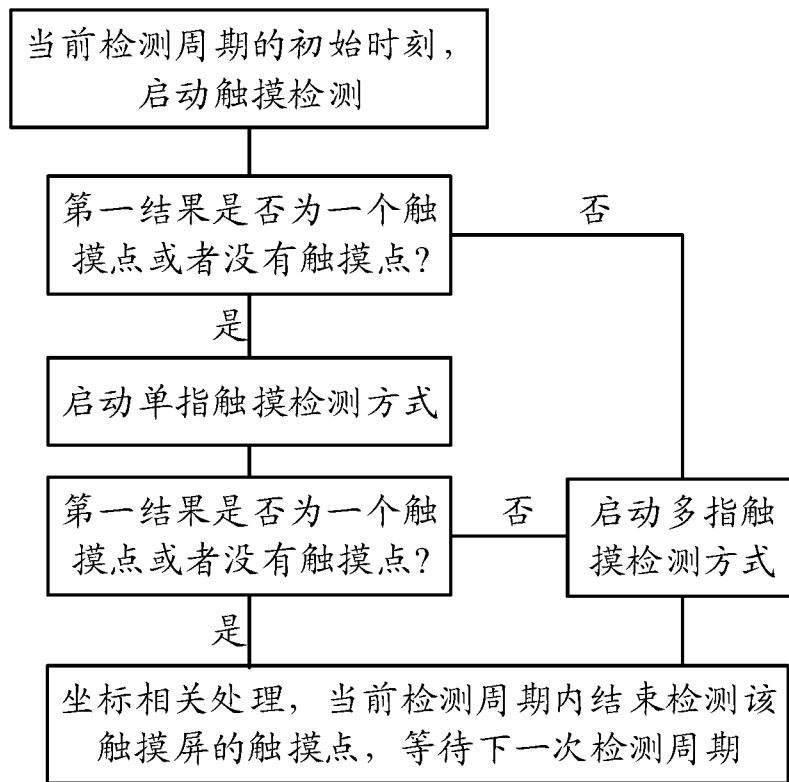 当前检测周期的初始时刻，
启动触摸检测
第一结果是否为一个触
摸点或者没有触摸点?
否
是
启动单指触摸检测方式
第一结果是否为一个触
摸点或者没有触摸点?
否
启动多指触
摸检测方式
是
坐标相关处理，当前检测周期内结束检测该
触摸屏的触摸点，等待下一次检测周期